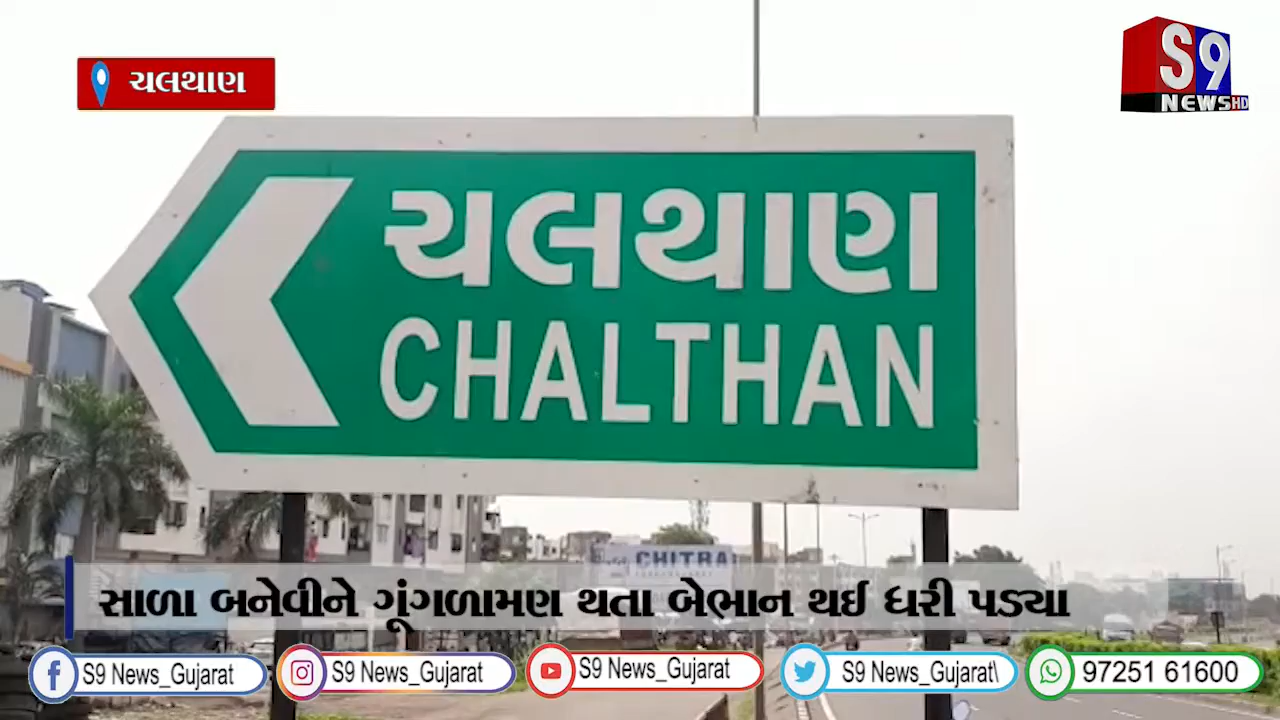 ચલથાણ
S9
NEWS HD
ચલથાણ
CHALTHAN
CHITRA
સાળા બનેવીને ગૂંગળામણ થતા બેભાન થઈ ધરી પડ્યા
S9 News_Gujarat
S9 News_Gujarat
S9 News_Gujarat
S9 News_Gujarat\
97251 61600